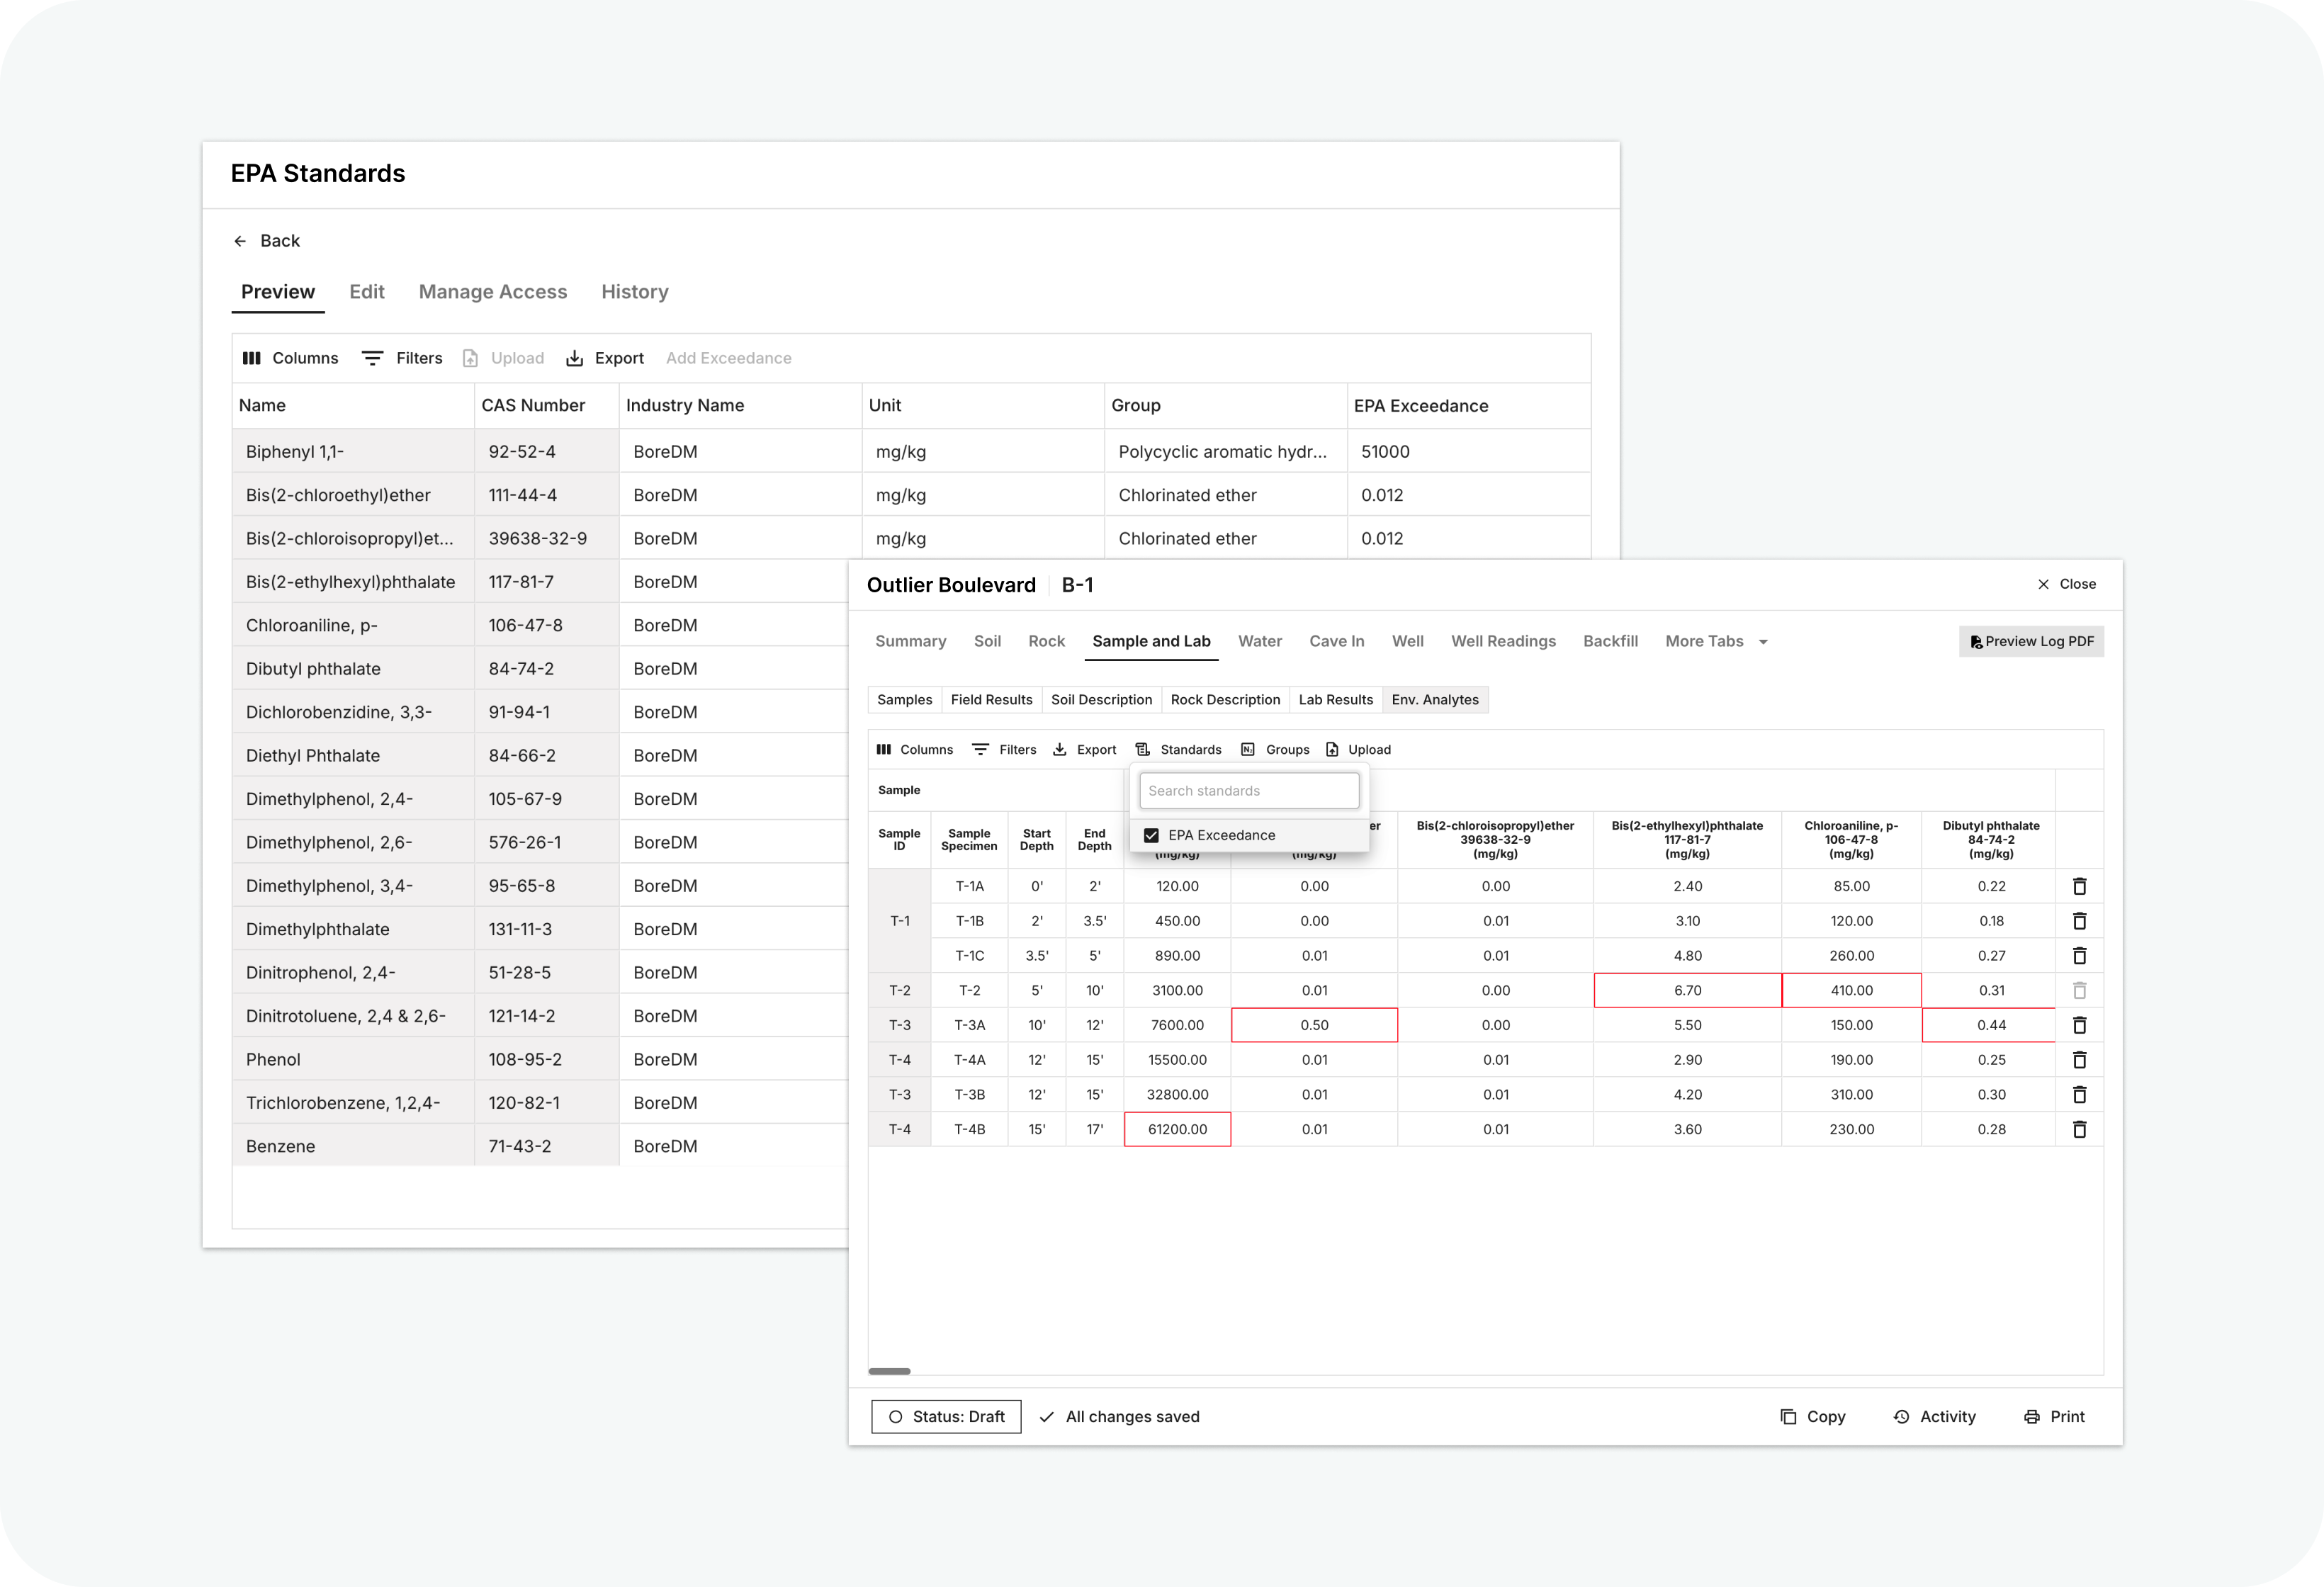 EPA Standards
Back
Preview Edit Manage Access History
Columns Filters Upload Export Add Exceedance
Name CAS Number Industry Name Unit Group EPA Exceedance
Biphenyl 1,1- 92-52-4 BoreDM mg/kg Polycyclic aromatic hydr... 51000
Bis(2-chloroethyl)ether 111-44-4 BoreDM mg/kg Chlorinated ether 0.012
Bis(2-chloroisopropyl)et... 39638-32-9 BoreDM mg/kg Chlorinated ether 0.012
Bis(2-ethylhexyl)phthalate 117-81-7 BoreDM
Chloroaniline, p- 106-47-8 BoreDM
Dibutyl phthalate 84-74-2 BoreDM
Dichlorobenzidine, 3,3- 91-94-1 BoreDM
Diethyl Phthalate 84-66-2 BoreDM
Dimethylphenol, 2,4- 105-67-9 BoreDM
Dimethylphenol, 2,6- 576-26-1 BoreDM
Dimethylphenol, 3,4- 95-65-8 BoreDM
Dimethylphthalate 131-11-3 BoreDM
Dinitrophenol, 2,4- 51-28-5 BoreDM
Dinitrotoluene, 2,4 & 2,6- 121-14-2 BoreDM
Phenol 108-95-2 BoreDM
Trichlorobenzene, 1,2,4- 120-82-1 BoreDM
Benzene 71-43-2 BoreDM
Outlier Boulevard B-1 Close
Summary Soil Rock Sample and Lab Water Cave In Well Well Readings Backfill More Tabs Preview Log PDF
Samples Field Results Soil Description Rock Description Lab Results Env. Analytes
Columns Filters Export Standards Groups Upload
Search standards
EPA Exceedance
Sample
Sample ID Sample Specimen Start Depth End Depth (mg/kg) er (mg/kg) Bis(2-chloroisopropyl)ether 39638-32-9 (mg/kg) Bis(2-ethylhexyl)phthalate 117-81-7 (mg/kg) Chloroaniline, p- 106-47-8 (mg/kg) Dibutyl phthalate 84-74-2 (mg/kg)
T-1 T-1A 0' 2' 120.00 0.00 0.00 2.40 85.00 0.22
T-1B 2' 3.5' 450.00 0.00 0.01 3.10 120.00 0.18
T-1C 3.5' 5' 890.00 0.01 0.01 4.80 260.00 0.27
T-2 T-2 5' 10' 3100.00 0.01 0.00 6.70 410.00 0.31
T-3 T-3A 10' 12' 7600.00 0.50 0.00 5.50 150.00 0.44
T-4 T-4A 12' 15' 15500.00 0.01 0.01 2.90 190.00 0.25
T-3 T-3B 12' 15' 32800.00 0.01 0.01 4.20 310.00 0.30
T-4 T-4B 15' 17' 61200.00 0.01 0.01 3.60 230.00 0.28
Status: Draft All changes saved Copy Activity Print